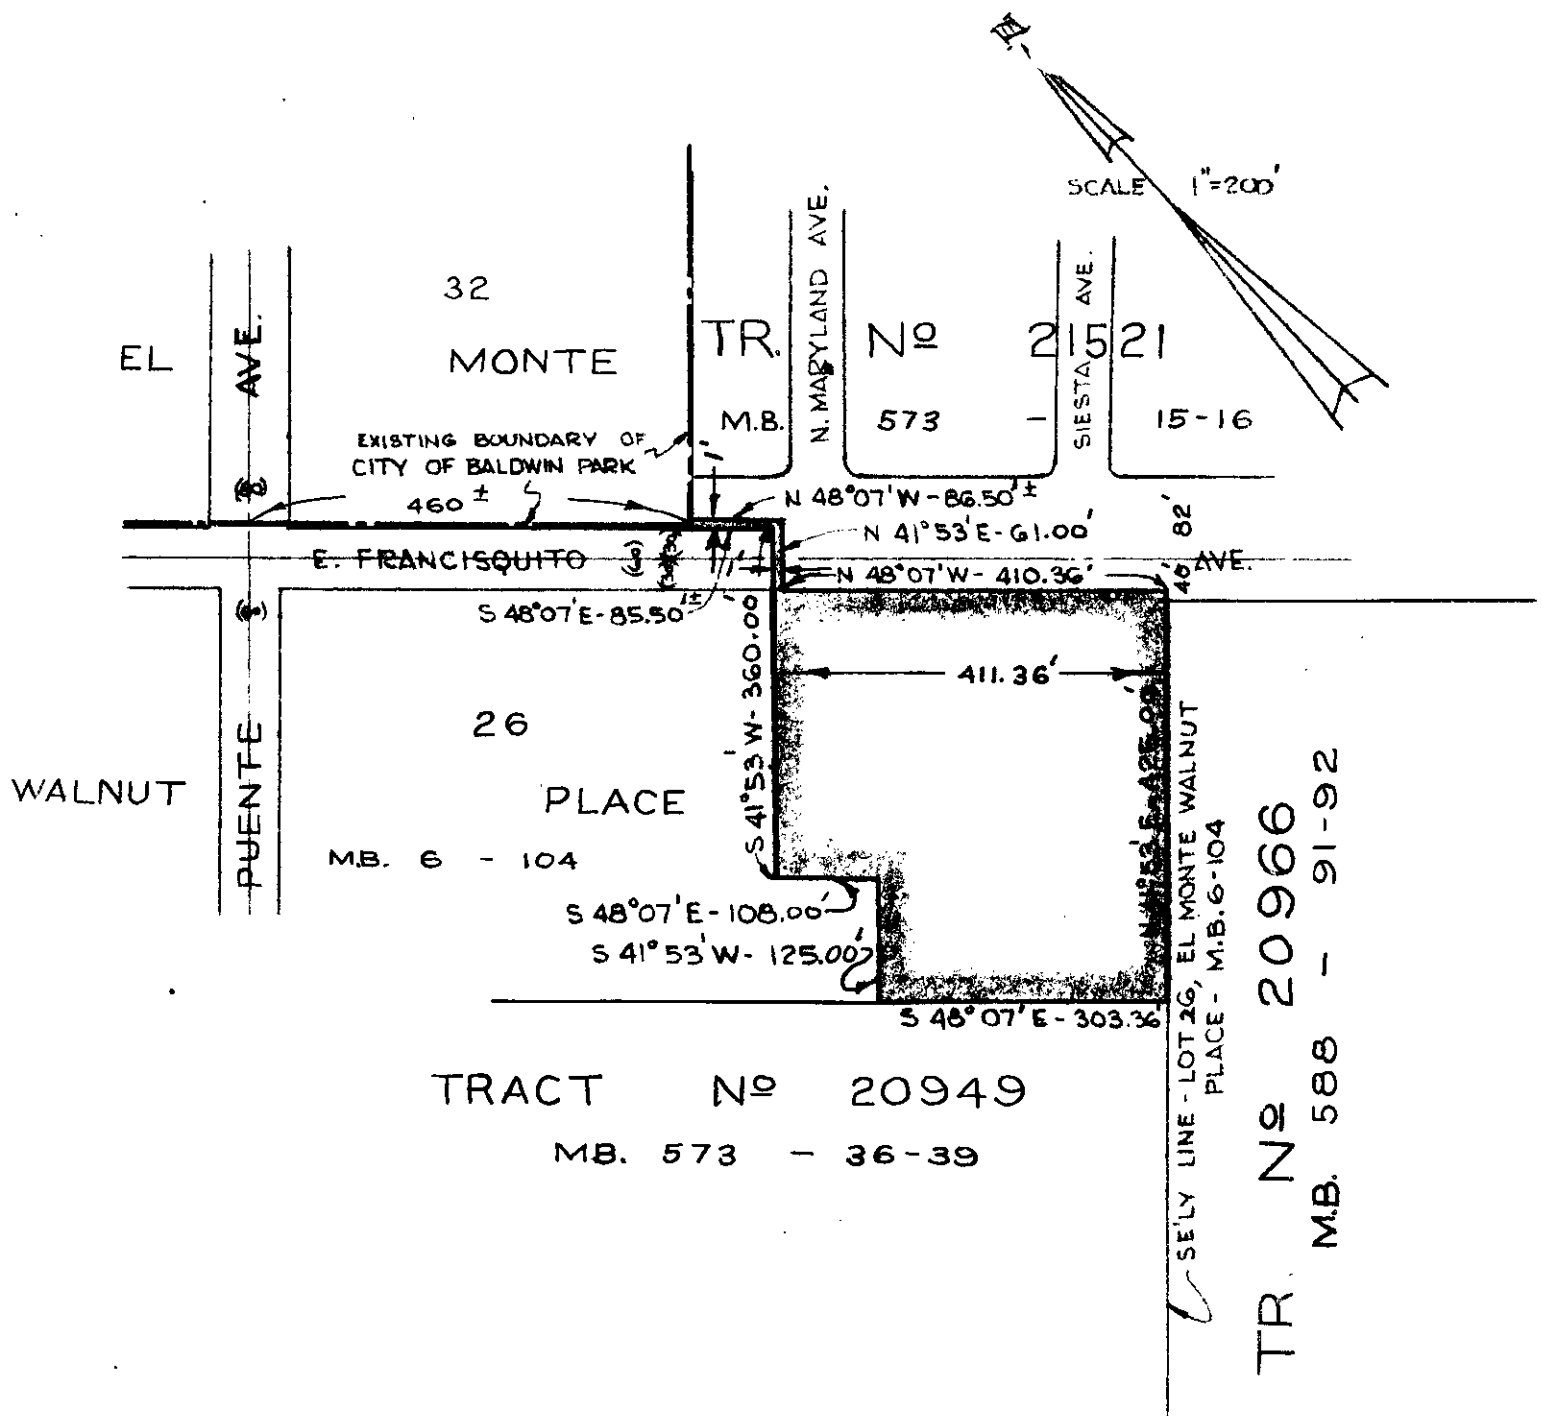 SCALE 1"=200'
N. MARYLAND AVE.
SIESTA AVE.
32
EL
MONTE
AVE.
TR. Nº 21521
M.B. 573 - 15-16
EXISTING BOUNDARY OF
CITY OF BALDWIN PARK
460 ±
1'
N 48°07'W-86.50'±
N 41°53'E-61.00'
82'
E. FRANCISQUITO
AVE.
(30)(30)
1'
N 48°07'W-410.36'
40'
S 48°07'E-85.50'±
S 41°53'W-360.00'
411.36'
26
WALNUT
PUENTE
PLACE
M.B. 6 - 104
S 48°07'E-108.00'
S 41°53'W-125.00'
S 48°07'E-303.36'
SE'LY LINE - LOT 26, EL MONTE WALNUT
PLACE - M.B. 6-104
TR Nº 20966
M.B. 588 - 91-92
TRACT Nº 20949
M.B. 573 - 36-39